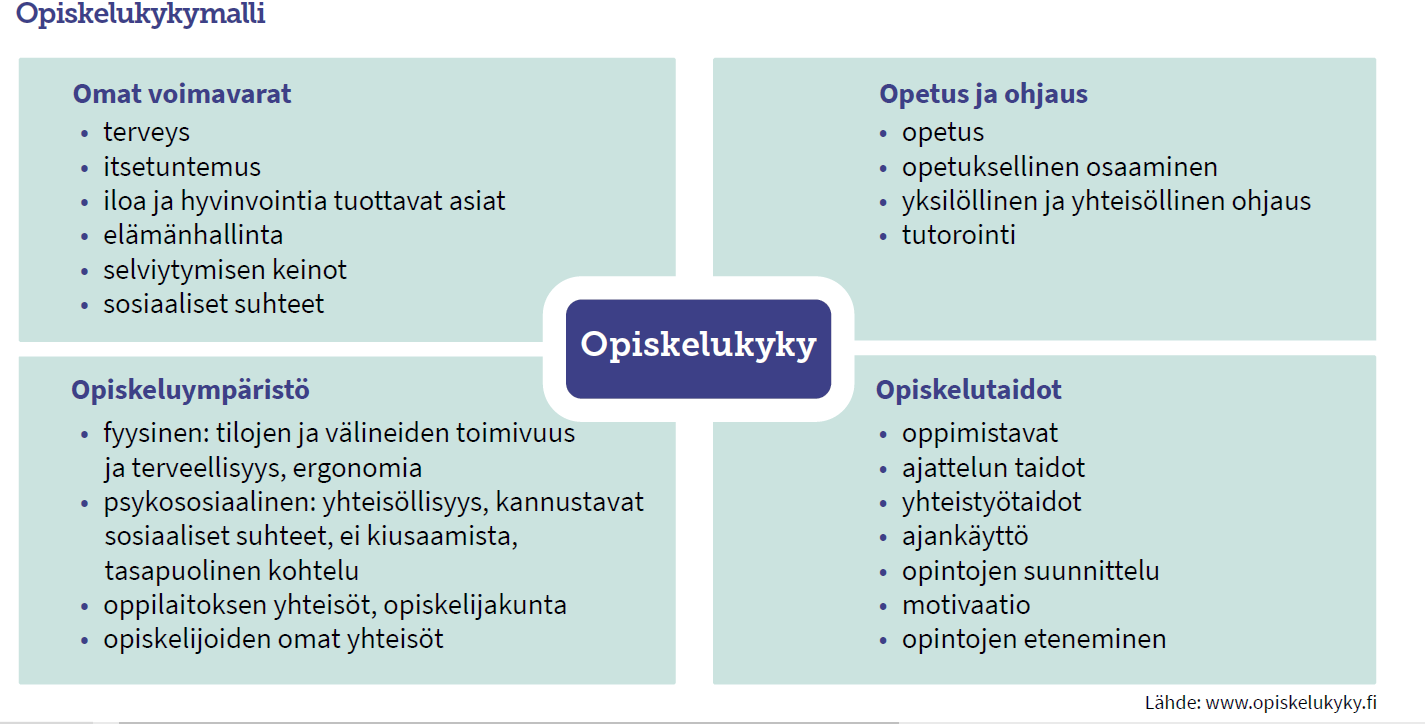 Opiskelukykymalli
Omat voimavarat
• terveys
• itsetuntemus
• iloa ja hyvinvointia tuottavat asiat
• elämänhallinta
• selviytymisen keinot
• sosiaaliset suhteet
Opetus ja ohjaus
• opetus
• opetuksellinen osaaminen
• yksilöllinen ja yhteisöllinen ohjaus
• tutorointi
Opiskelukyky
Opiskeluympäristö
• fyysinen: tilojen ja välineiden toimivuus
ja terveellisyys, ergonomia
• psykososiaalinen: yhteisöllisyys, kannustavat
sosiaaliset suhteet, ei kiusaamista,
tasapuolinen kohtelu
• oppilaitoksen yhteisöt, opiskelijakunta
• opiskelijoiden omat yhteisöt
Opiskelutaidot
• oppimistavat
• ajattelun taidot
• yhteistyötaidot
• ajankäyttö
• opintojen suunnittelu
• motivaatio
• opintojen eteneminen
Lähde: www.opiskelukyky.fi